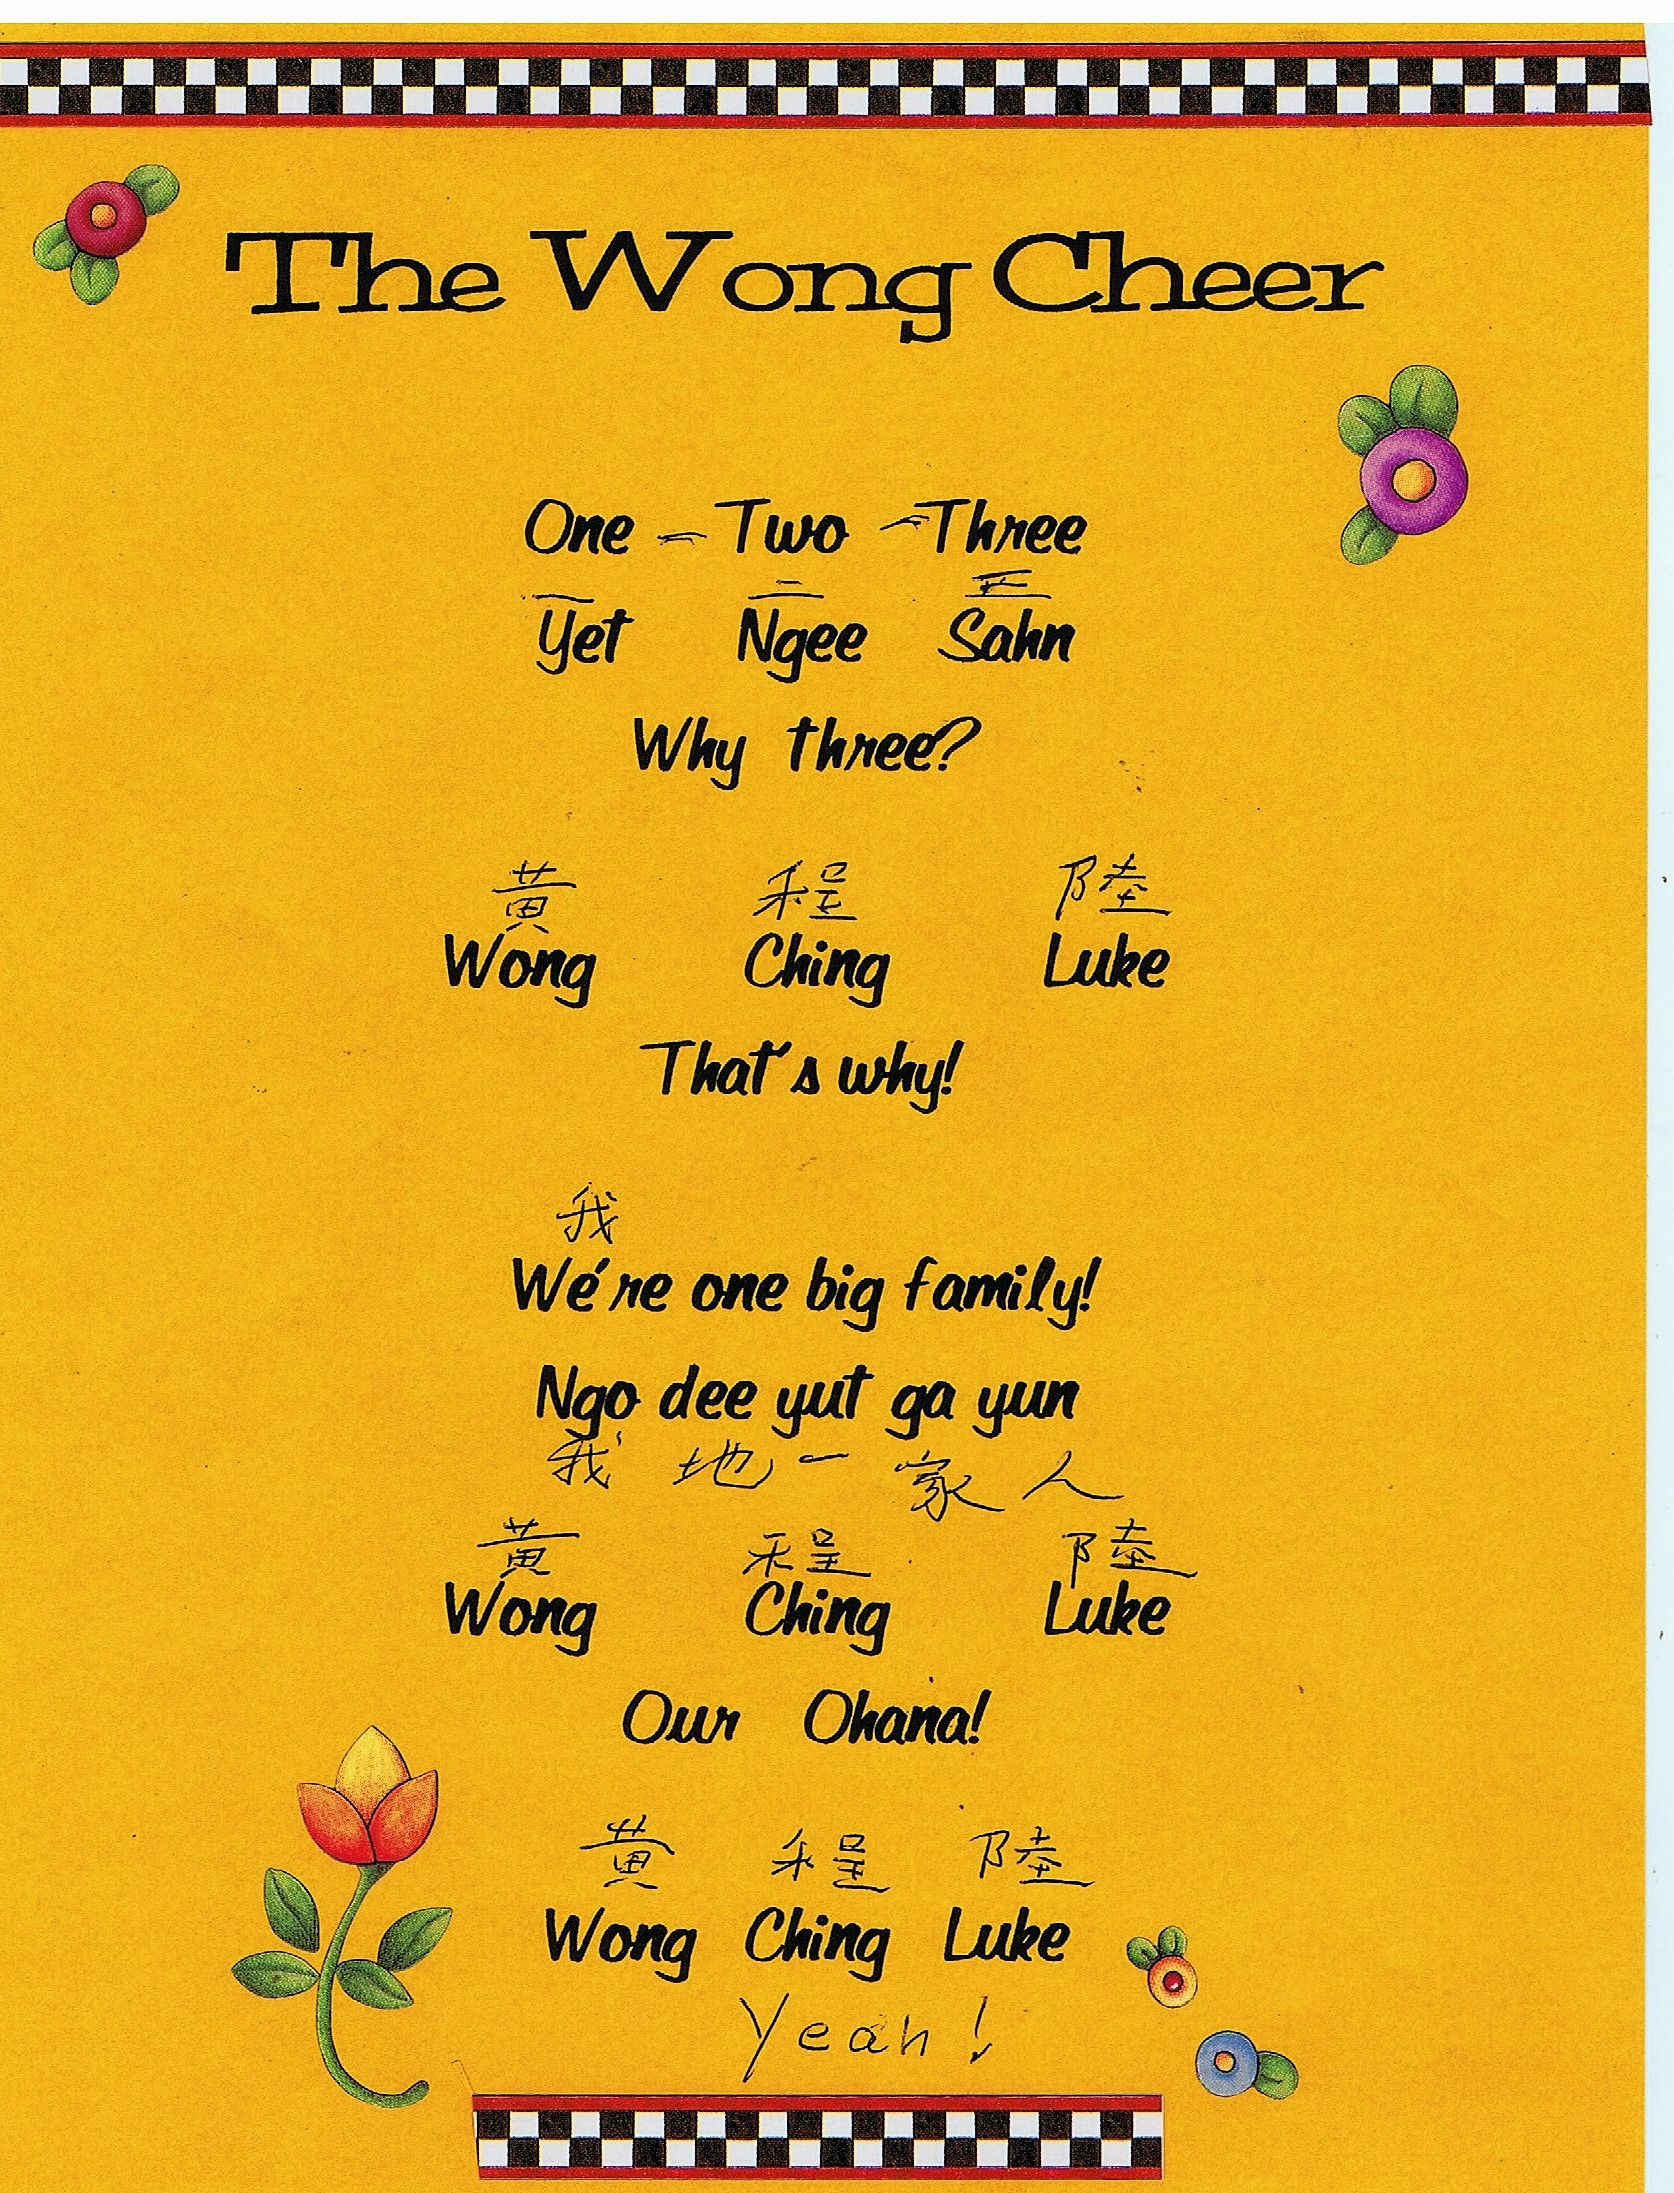 The Wong Cheer
One - Two - Three
一 二 三
Yet Ngee Sahn
Why three?
黄 程 陸
Wong Ching Luke
That's why!
我
We're one big family!
Ngo dee yut ga yun
我 地 一 家 人
黄 程 陸
Wong Ching Luke
Our Ohana!
黄 程 陸
Wong Ching Luke
Yeah!